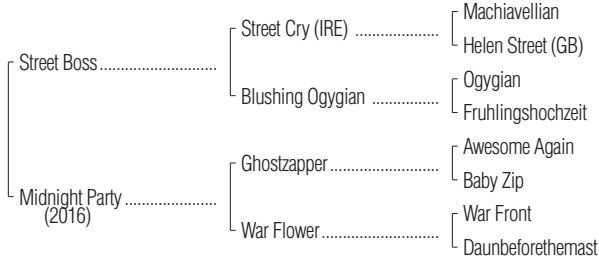 Machiavellian
Street Cry (IRE) ..................
Helen Street (GB)
Street Boss..........................
Ogygian
Blushing Ogygian ................
Fruhlingshochzeit
Awesome Again
Ghostzapper........................
Baby Zip
Midnight Party ....................
(2016)
War Front
War Flower..........................
Daunbeforethemast